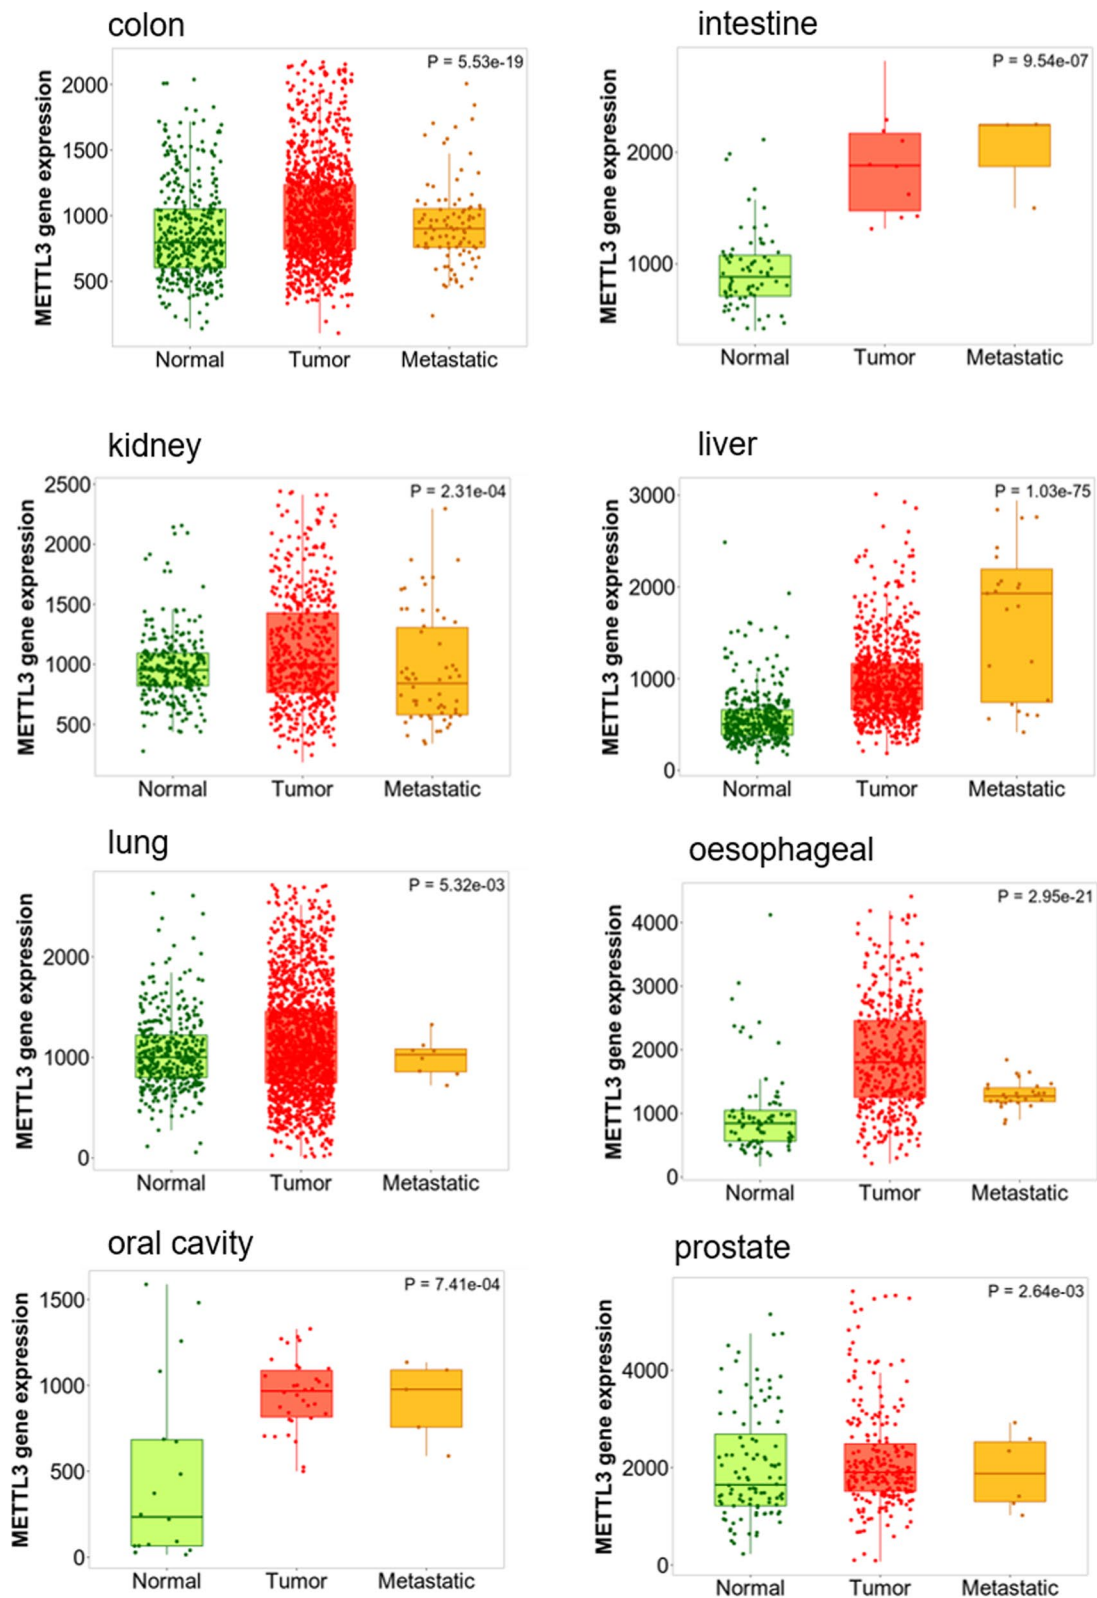 colon
P = 5.53e-19
METTL3 gene expression
2000
1500
1000
500
Normal Tumor Metastatic
intestine
P = 9.54e-07
METTL3 gene expression
2000
1000
Normal Tumor Metastatic
kidney
P = 2.31e-04
METTL3 gene expression
2500
2000
1500
1000
500
Normal Tumor Metastatic
liver
P = 1.03e-75
METTL3 gene expression
3000
2000
1000
0
Normal Tumor Metastatic
lung
P = 5.32e-03
METTL3 gene expression
2000
1000
0
Normal Tumor Metastatic
oesophageal
P = 2.95e-21
METTL3 gene expression
4000
3000
2000
1000
0
Normal Tumor Metastatic
oral cavity
P = 7.41e-04
METTL3 gene expression
1500
1000
500
0
Normal Tumor Metastatic
prostate
P = 2.64e-03
METTL3 gene expression
4000
2000
0
Normal Tumor Metastatic